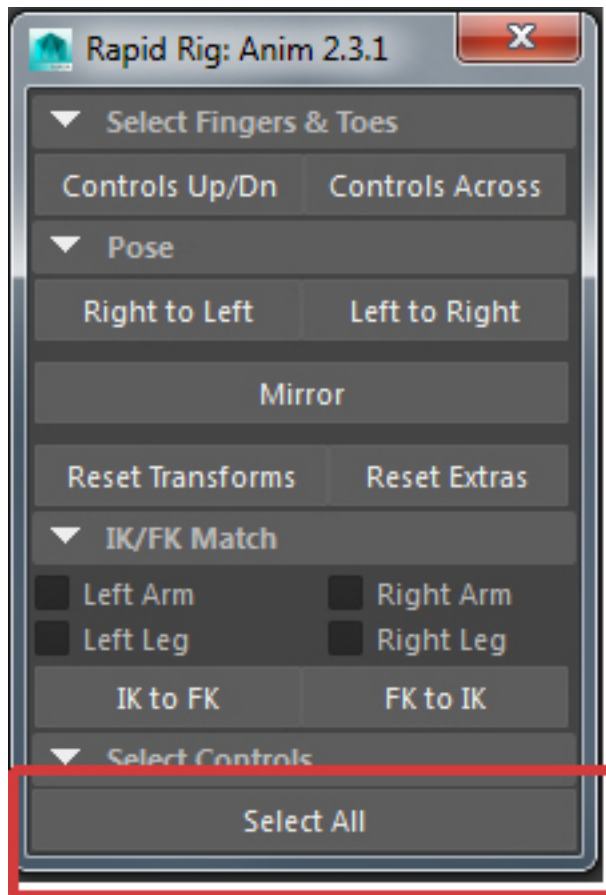 Rapid Rig: Anim 2.3.1
Select Fingers & Toes
Controls Up/Dn Controls Across
Pose
Right to Left Left to Right
Mirror
Reset Transforms Reset Extras
IK/FK Match
Left Arm Right Arm
Left Leg Right Leg
IK to FK FK to IK
Select Controls
Select All